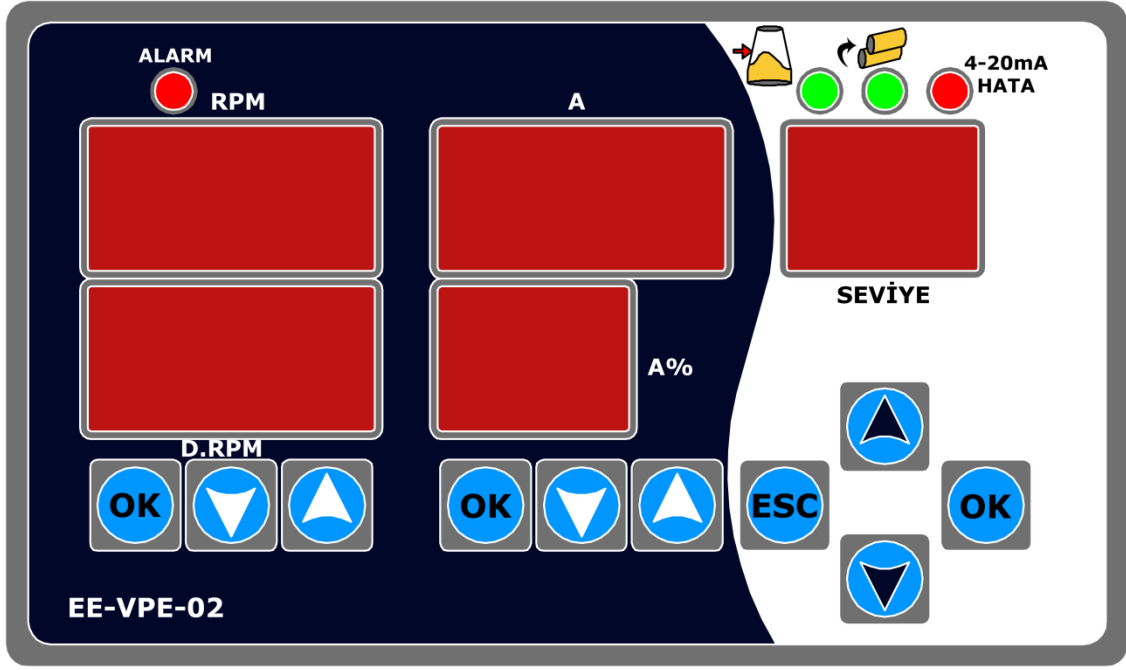 ALARM
RPM
A
4-20mA
HATA
SEVİYE
A%
D.RPM
OK
OK
ESC
OK
EE-VPE-02